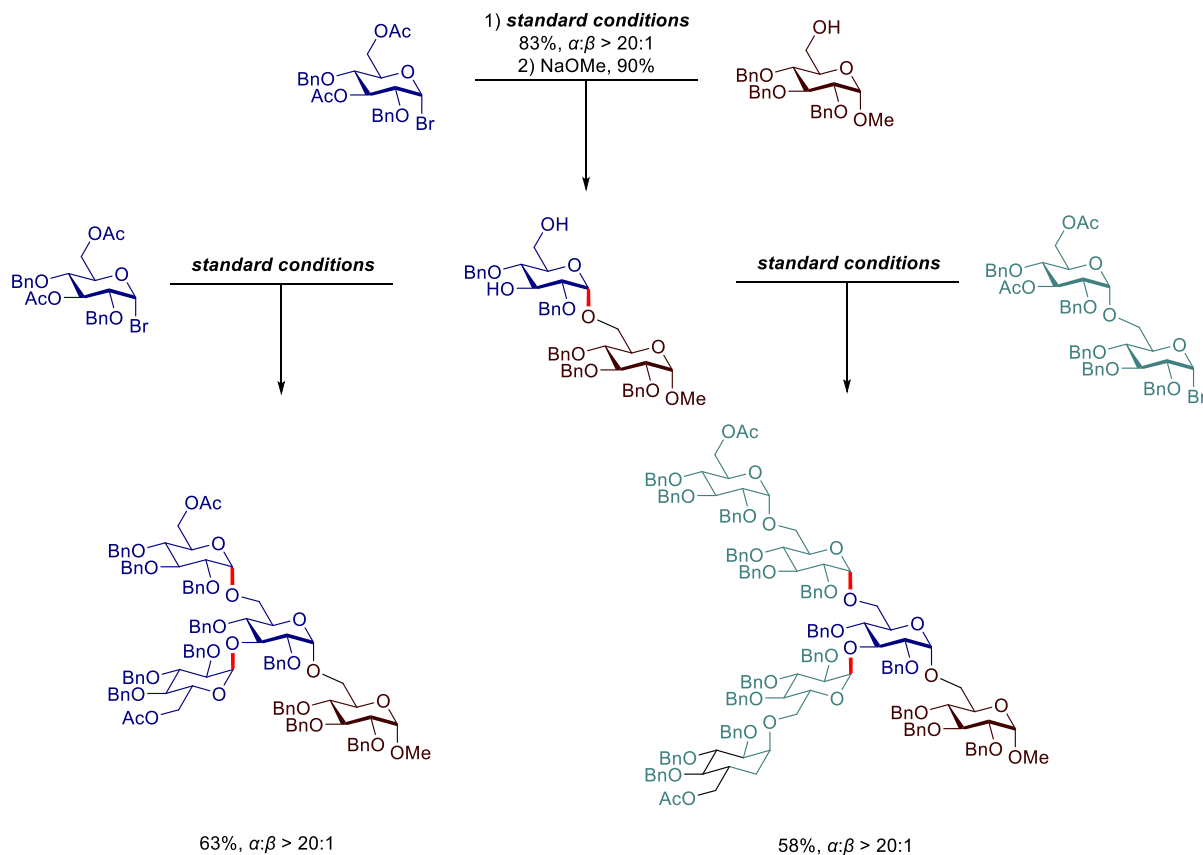 1) standard conditions
83%, α:β > 20:1
2) NaOMe, 90%
OAc
BnO
O
AcO
BnO
Br
OH
BnO
O
BnO
BnO
OMe
OAc
BnO
O
AcO
BnO
Br
standard conditions
OH
BnO
O
HO
BnO
O
O
BnO
BnO
BnO
OMe
standard conditions
OAc
BnO
O
AcO
BnO
O
O
BnO
BnO
BnO
Br
OAc
BnO
O
BnO
BnO
O
O
BnO
BnO
O
BnO
BnO
O
BnO
O
AcO
O
BnO
BnO
BnO
OMe
63%, α:β > 20:1
OAc
BnO
O
BnO
BnO
O
O
BnO
BnO
BnO
O
O
BnO
BnO
O
BnO
BnO
O
BnO
O
O
BnO
O
BnO
BnO
BnO
BnO
BnO
OMe
AcO
58%, α:β > 20:1